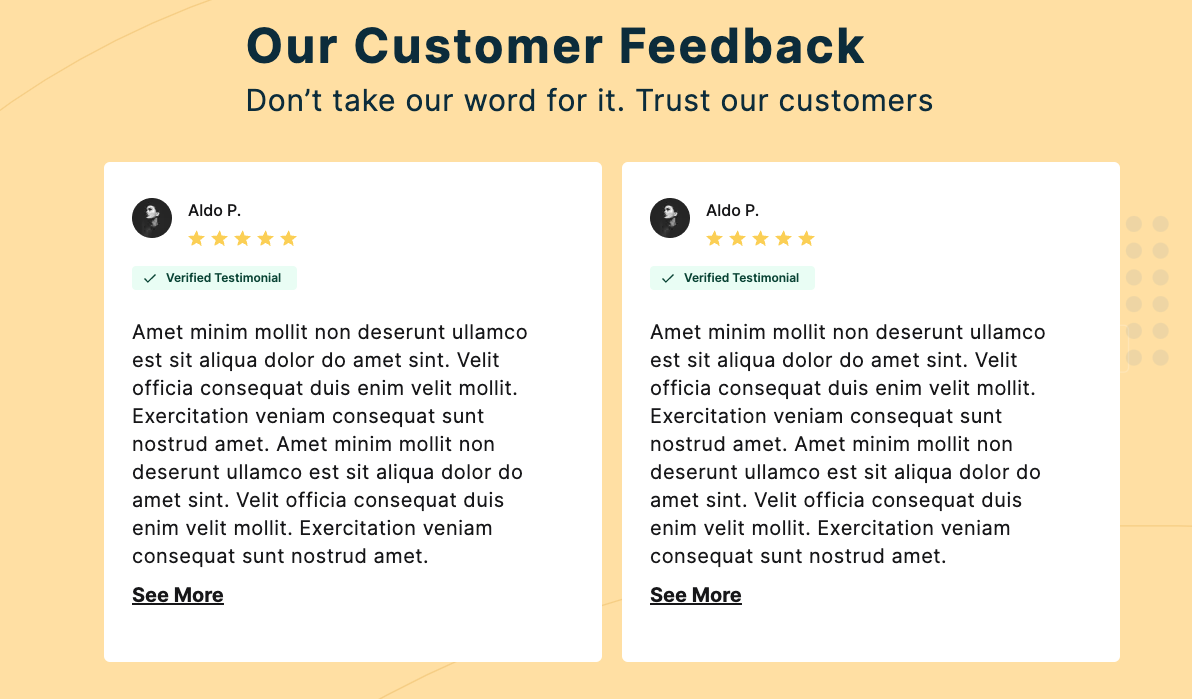 Our Customer Feedback
Don’t take our word for it. Trust our customers
Aldo P.
Verified Testimonial
Amet minim mollit non deserunt ullamco
est sit aliqua dolor do amet sint. Velit
officia consequat duis enim velit mollit.
Exercitation veniam consequat sunt
nostrud amet. Amet minim mollit non
deserunt ullamco est sit aliqua dolor do
amet sint. Velit officia consequat duis
enim velit mollit. Exercitation veniam
consequat sunt nostrud amet.
See More
Aldo P.
Verified Testimonial
Amet minim mollit non deserunt ullamco
est sit aliqua dolor do amet sint. Velit
officia consequat duis enim velit mollit.
Exercitation veniam consequat sunt
nostrud amet. Amet minim mollit non
deserunt ullamco est sit aliqua dolor do
amet sint. Velit officia consequat duis
enim velit mollit. Exercitation veniam
consequat sunt nostrud amet.
See More